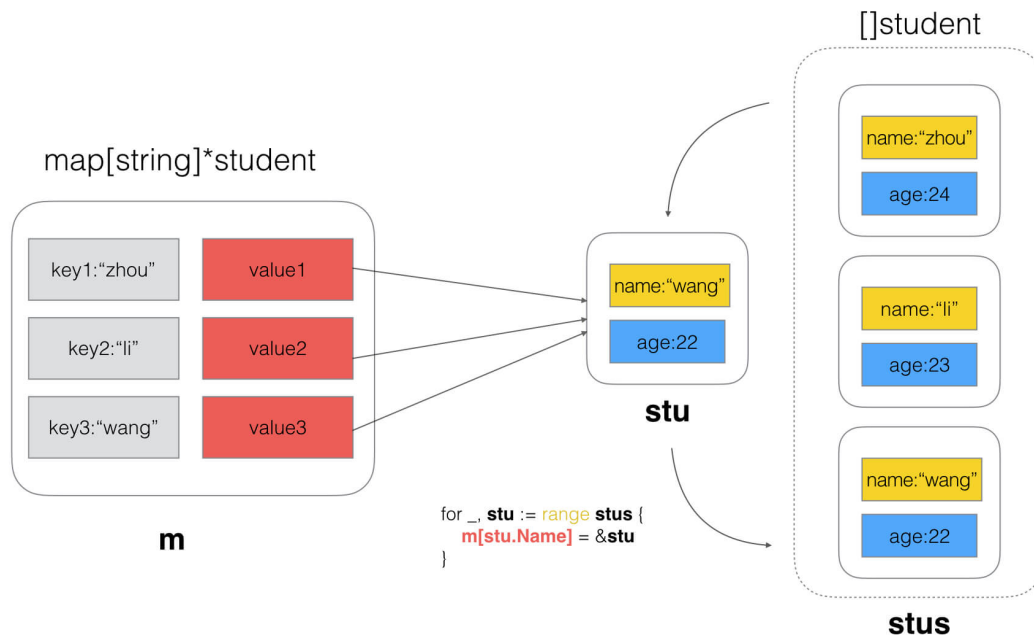 []student
name:“zhou”
age:24
name:“li”
age:23
name:“wang”
age:22
stus
map[string]*student
key1:“zhou” value1
key2:“li” value2
key3:“wang” value3
m
name:“wang”
age:22
stu
for _, stu := range stus {
m[stu.Name] = &stu
}